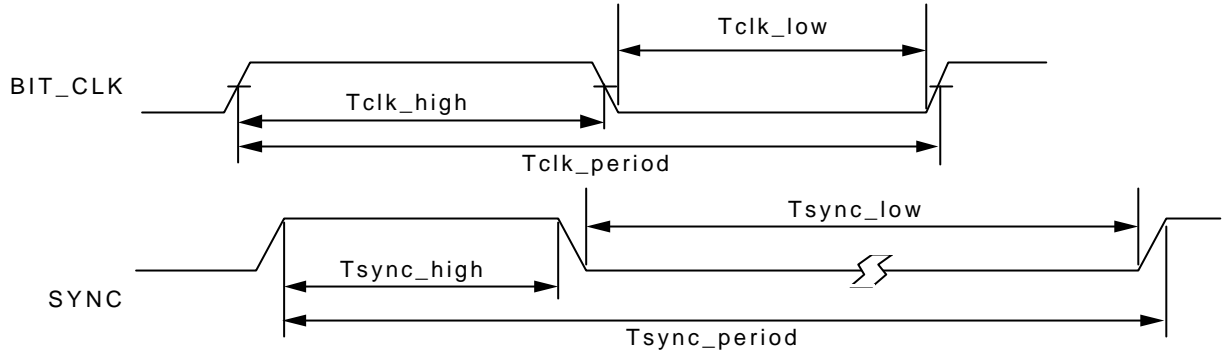 Tclk_low
BIT_CLK
Tclk_high
Tclk_period
Tsync_low
Tsync_high
SYNC
Tsync_period